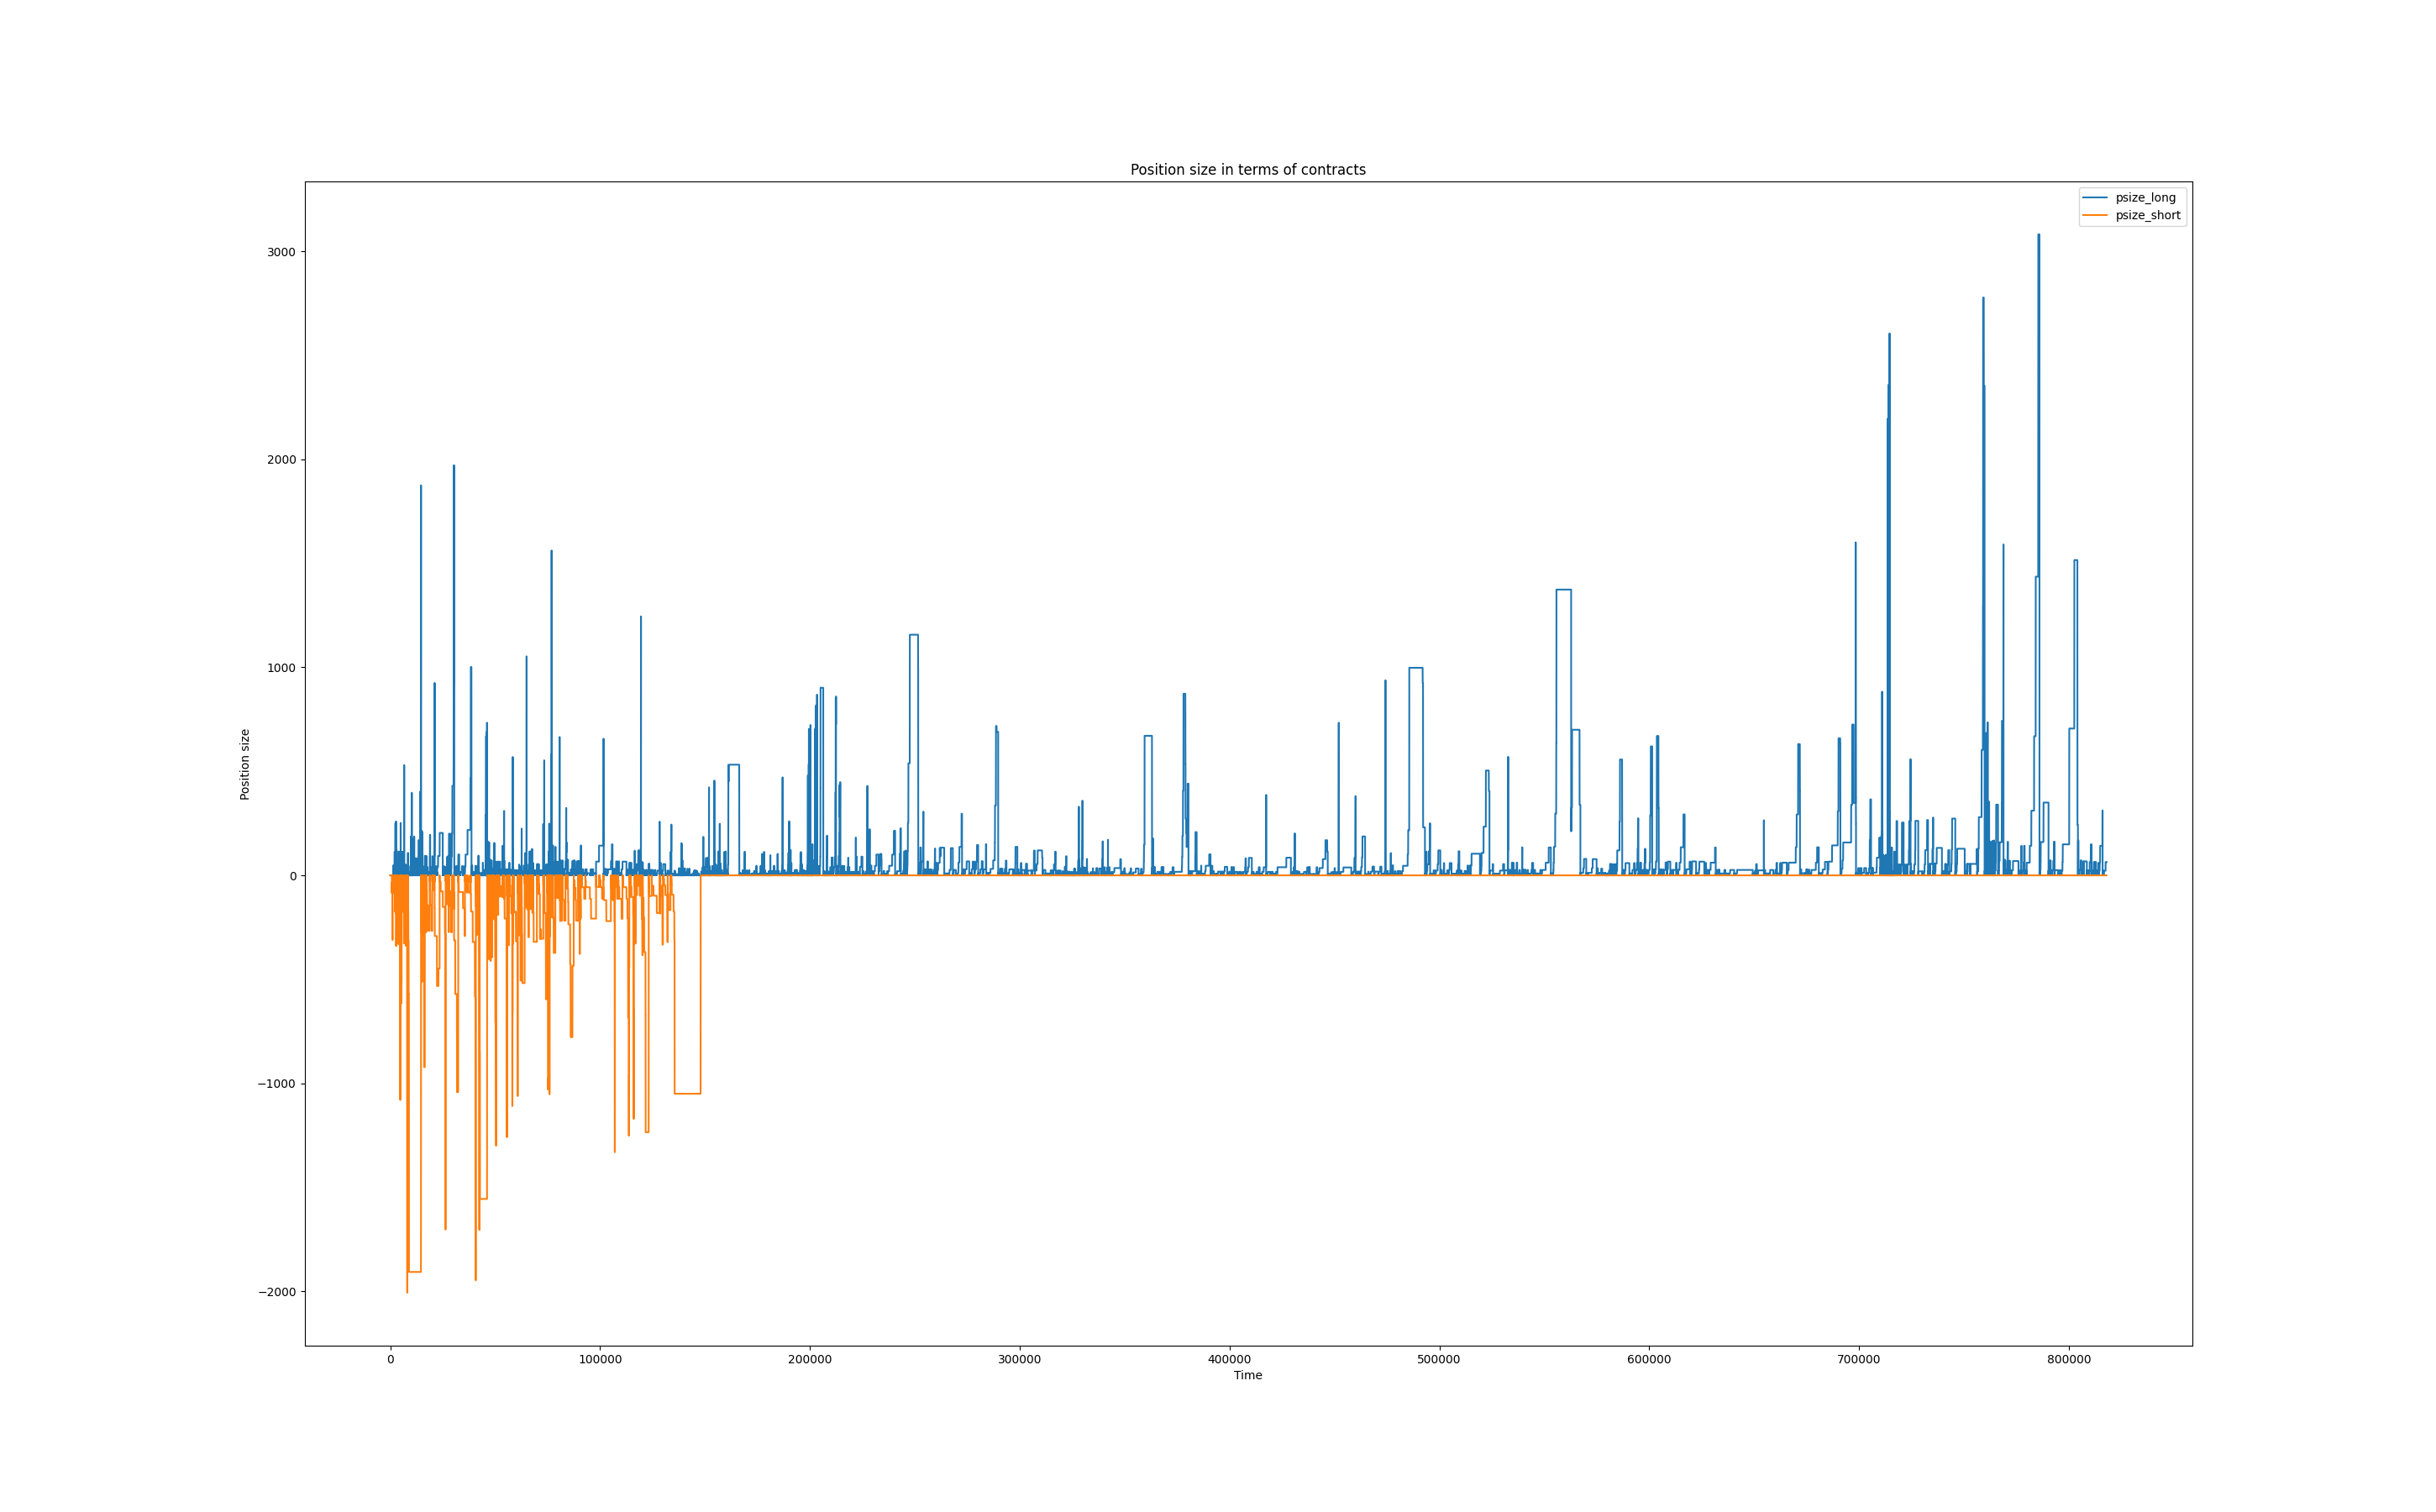 Position size in terms of contracts
psize_long
psize_short
3000
2000
1000
0
−1000
−2000
Position size
0 100000 200000 300000 400000 500000 600000 700000 800000
Time